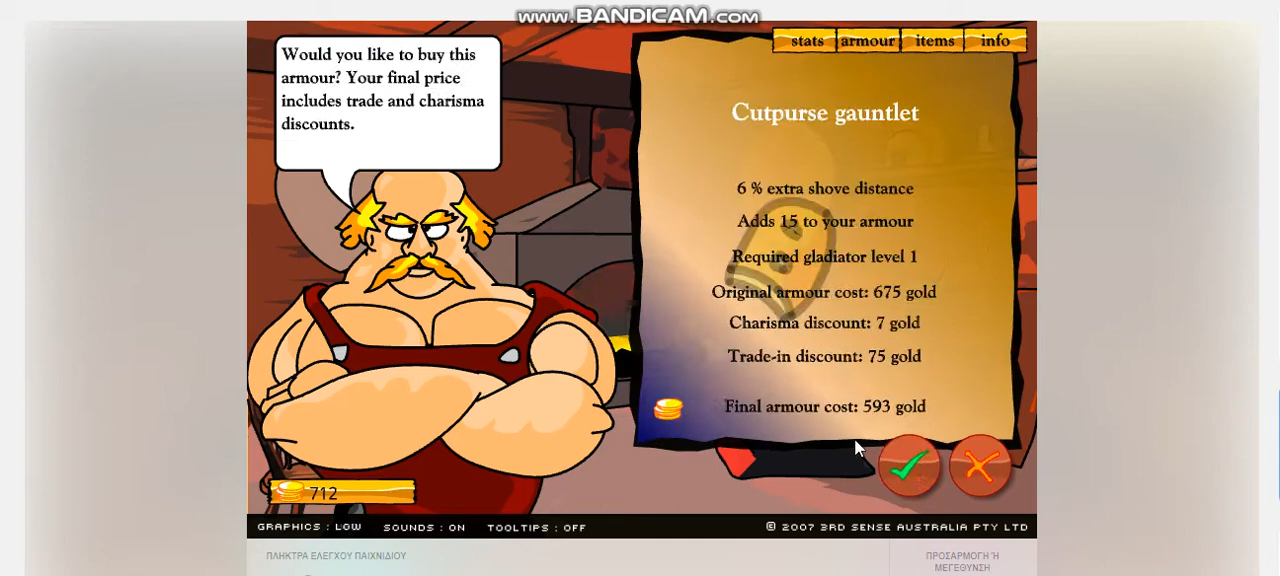 www.BANDICAM.com
Would you like to buy this
armour? Your final price
includes trade and charisma
discounts.
stats armour items info
Cutpurse gauntlet
6 % extra shove distance
Adds 15 to your armour
Required gladiator level 1
Original armour cost: 675 gold
Charisma discount: 7 gold
Trade-in discount: 75 gold
Final armour cost: 593 gold
712
GRAPHICS : LOW SOUNDS : ON TOOLTIPS : OFF
© 2007 3RD SENSE AUSTRALIA PTY LTD
ΠΛΗΚΤΡΑ ΕΛΕΓΧΟΥ ΠΑΙΧΝΙΔΙΟΥ
ΠΡΟΣΑΡΜΟΓΗ Ή
ΜΕΓΕΘΥΝΣΗ